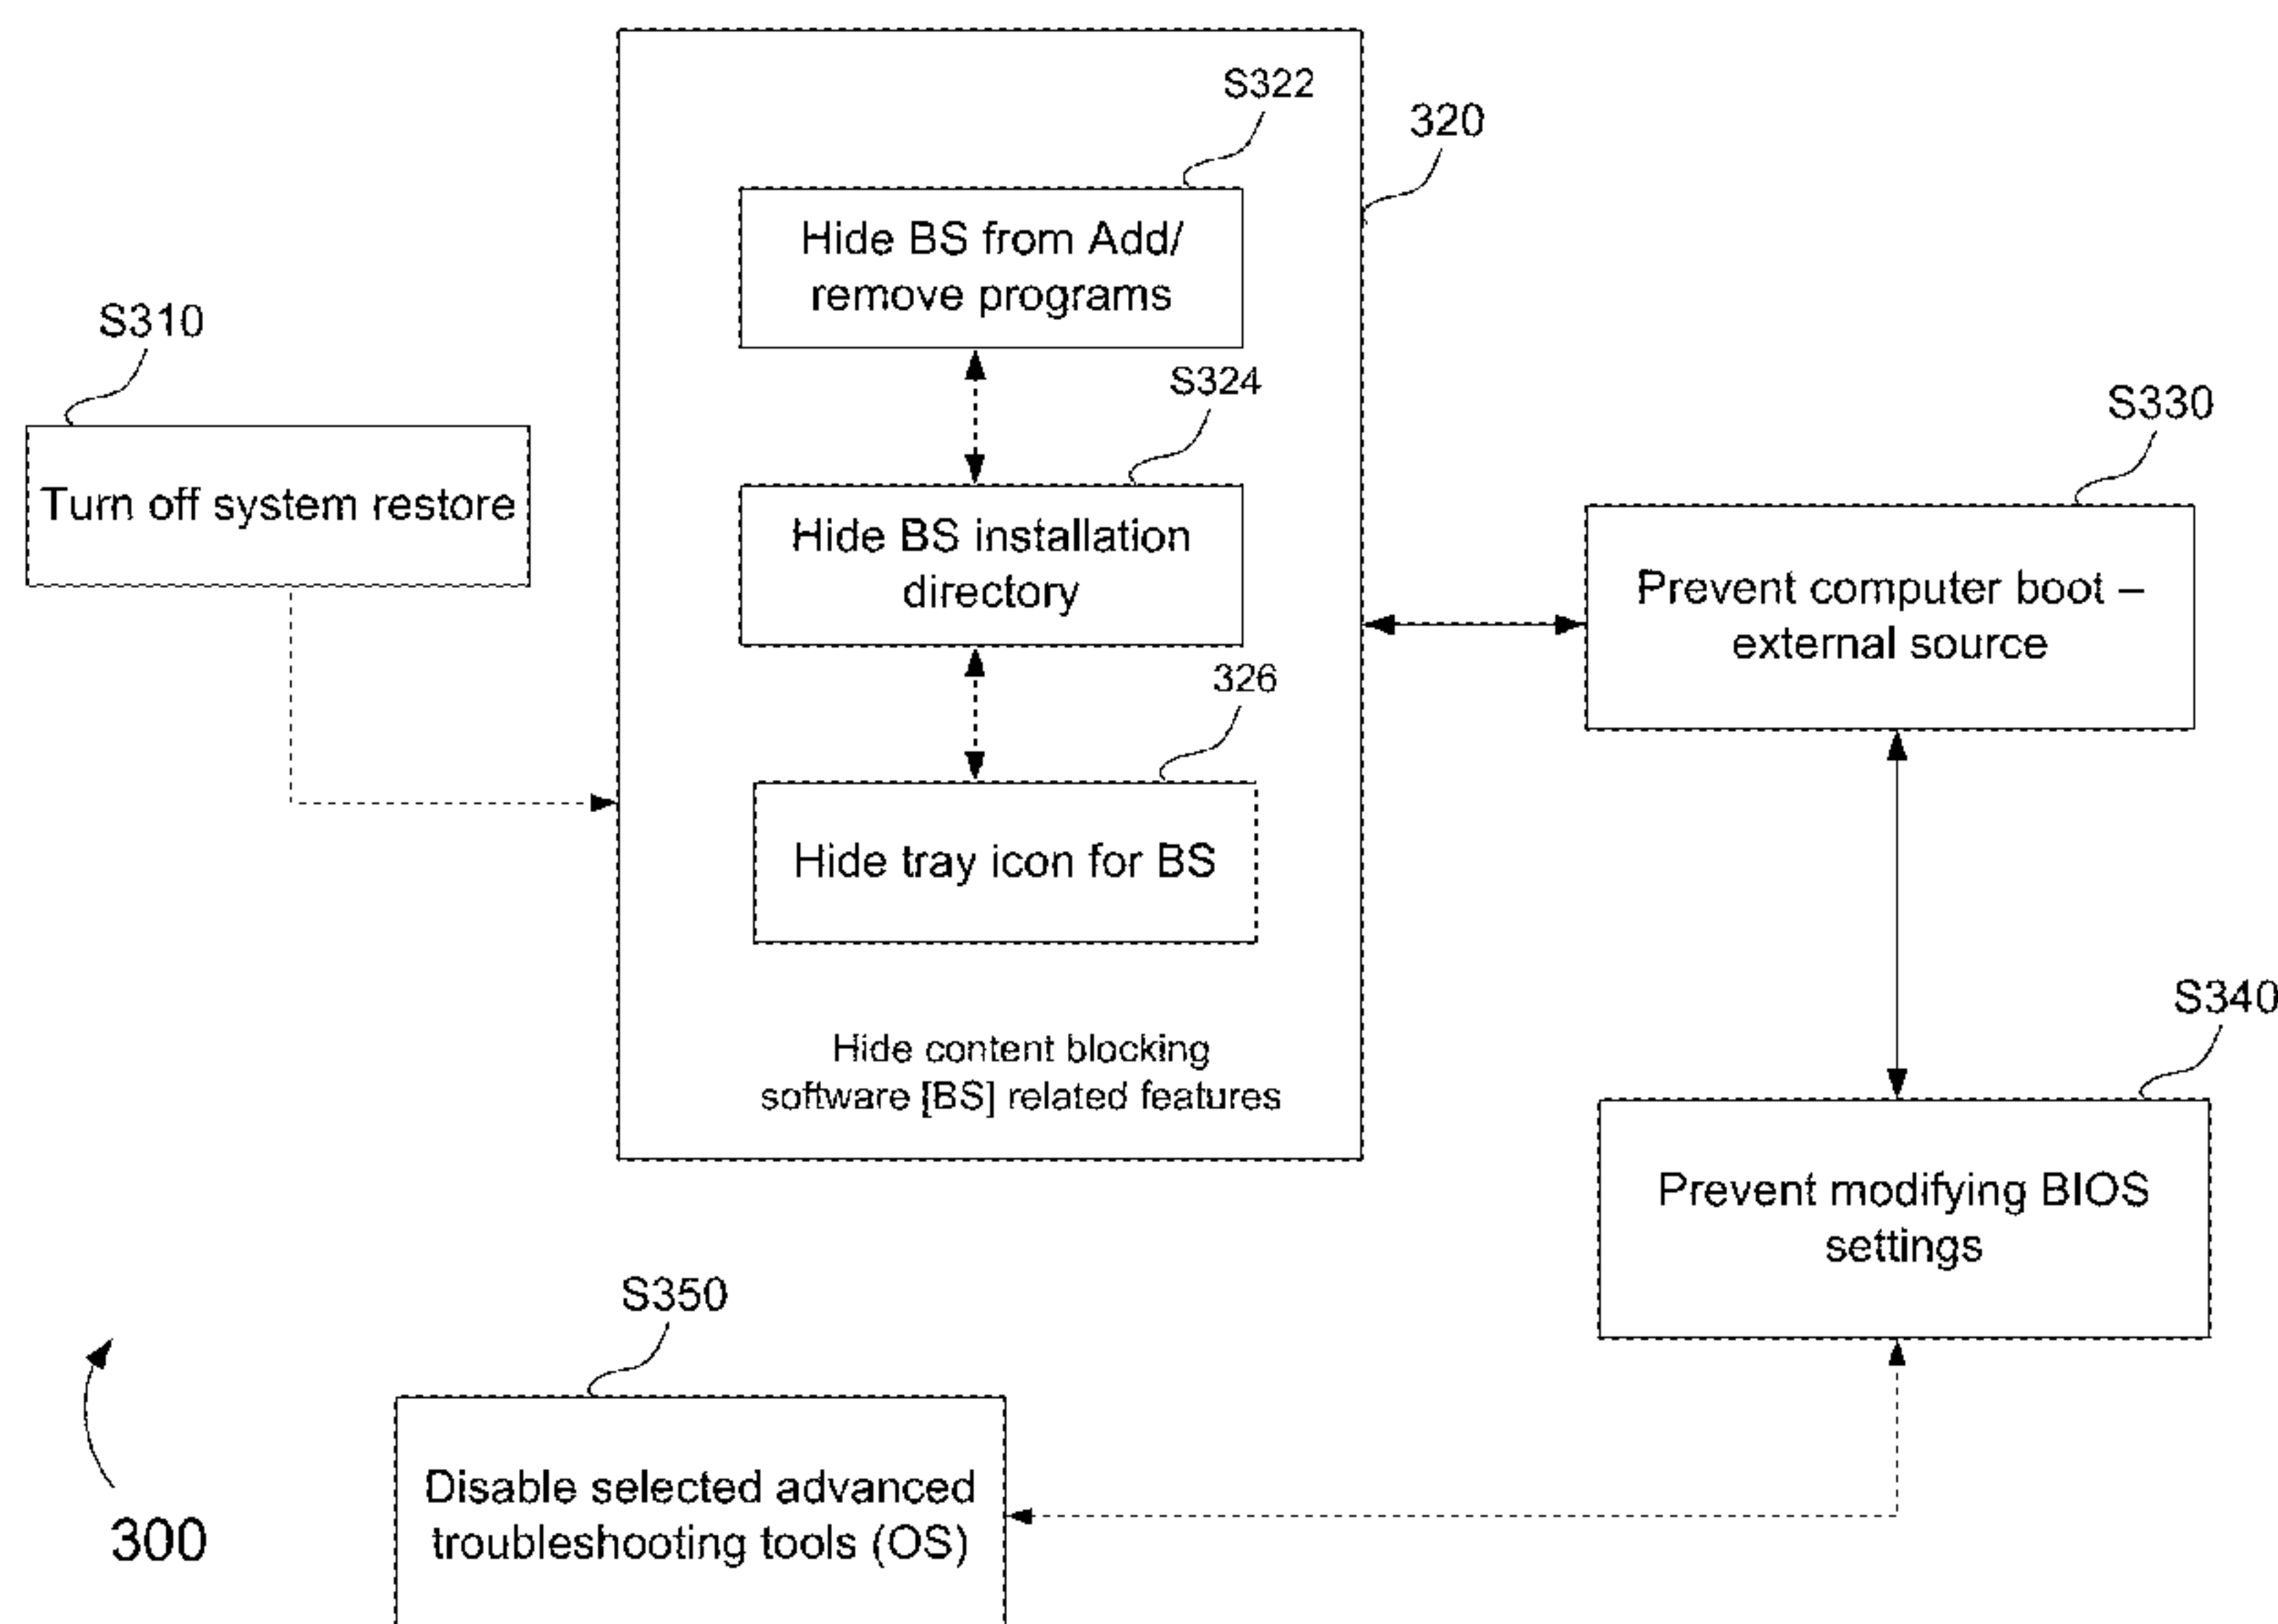 S322
320
Hide BS from Add/
remove programs
S310
S324
S330
Turn off system restore
Hide BS installation
directory
Prevent computer boot –
external source
326
Hide tray icon for BS
S340
Hide content blocking
software [BS] related features
Prevent modifying BIOS
settings
S350
Disable selected advanced
troubleshooting tools (OS)
300